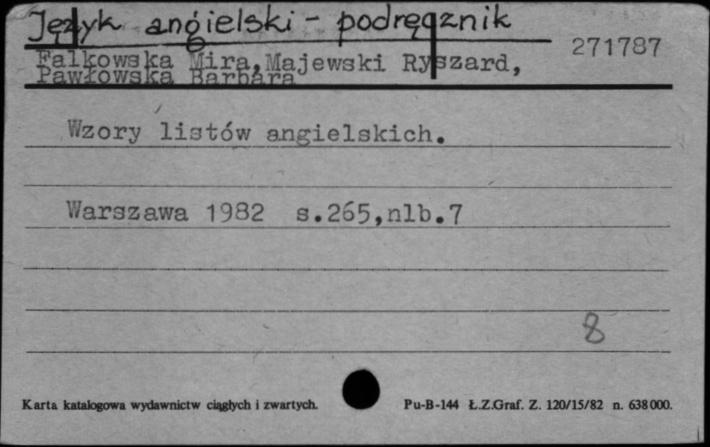 Język angielski - podręcznik
271787
Falkowska Mira, Majewski Ryszard,
Pawłowska Barbara
Wzory listów angielskich.
Warszawa 1982 s.265,nlb.7
8
Karta katalogowa wydawnictw ciągłych i zwartych.
Pu-B-144 Ł.Z.Graf. Z. 120/15/82 n. 638000.